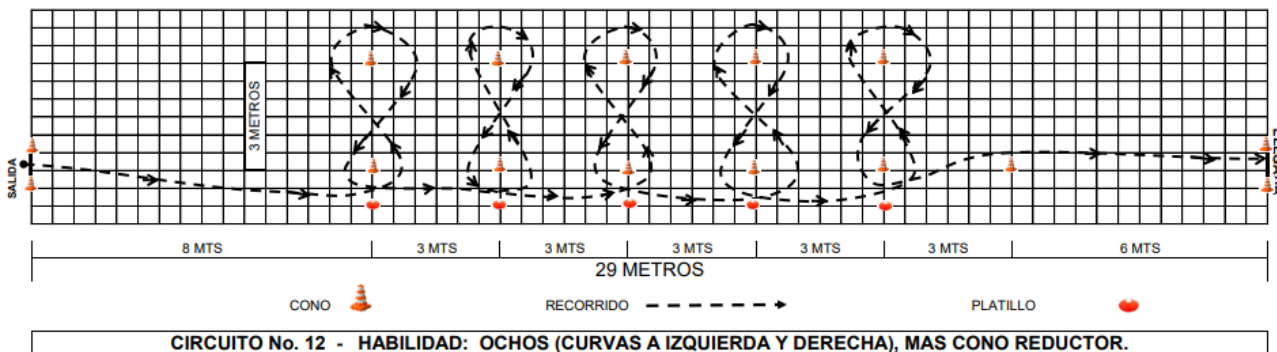 3 METROS
SALIDA
8 MTS 3 MTS 3 MTS 3 MTS 3 MTS 3 MTS 6 MTS
29 METROS
CONO RECORRIDO PLATILLO
CIRCUITO No. 12 - HABILIDAD: OCHOS (CURVAS A IZQUIERDA Y DERECHA), MAS CONO REDUCTOR.